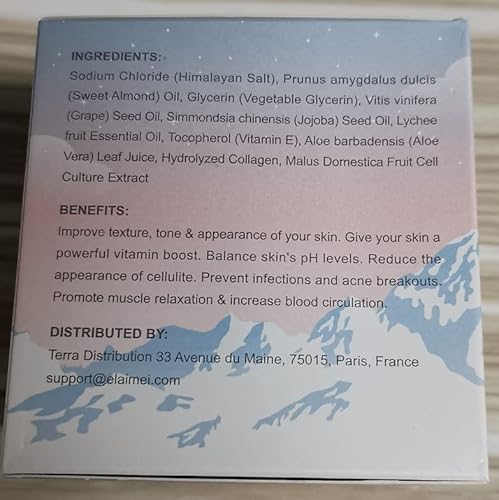 INGREDIENTS:
Sodium Chloride (Himalayan Salt), Prunus amygdalus dulcis
(Sweet Almond) Oil, Glycerin (Vegetable Glycerin), Vitis vinifera
(Grape) Seed Oil, Simmondsia chinensis (Jojoba) Seed Oil, Lychee
fruit Essential Oil, Tocopherol (Vitamin E), Aloe barbadensis (Aloe
Vera) Leaf Juice, Hydrolyzed Collagen, Malus Domestica Fruit Cell
Culture Extract
BENEFITS:
Improve texture, tone & appearance of your skin. Give your skin a
powerful vitamin boost. Balance skin's pH levels. Reduce the
appearance of cellulite. Prevent infections and acne breakouts.
Promote muscle relaxation & increase blood circulation.
DISTRIBUTED BY:
Terra Distribution 33 Avenue du Maine, 75015, Paris, France
support@elaimei.com